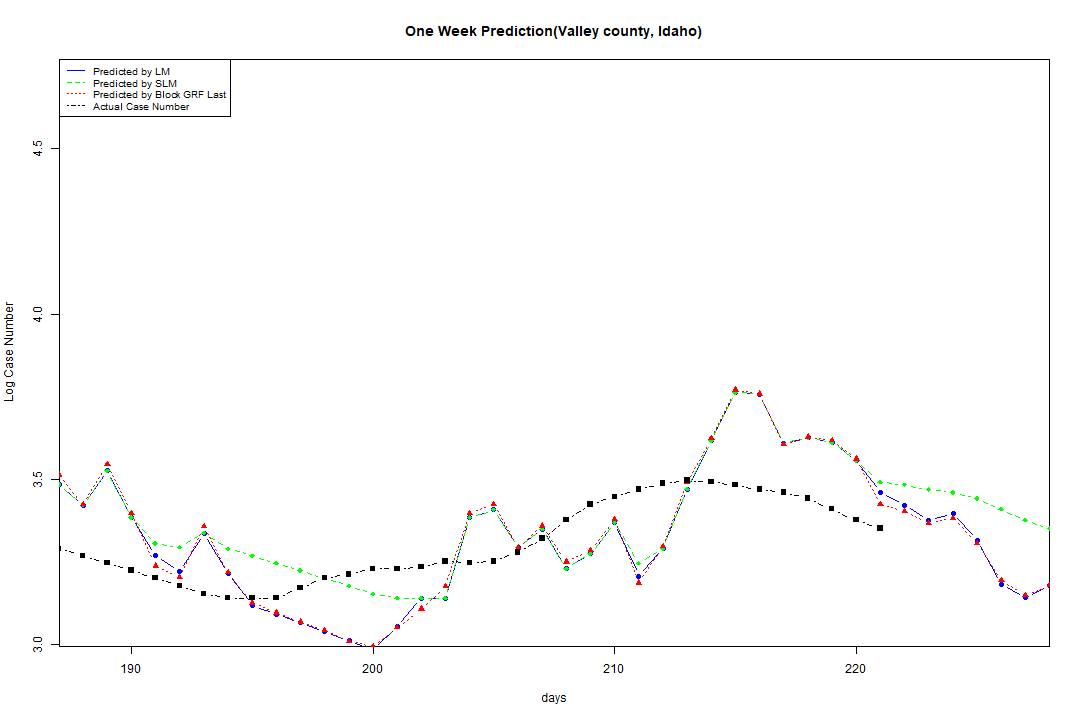 One Week Prediction(Valley county, Idaho)
Predicted by LM
Predicted by SLM
Predicted by Block GRF Last
Actual Case Number
4.5
4.0
3.5
3.0
Log Case Number
190 200 210 220
days